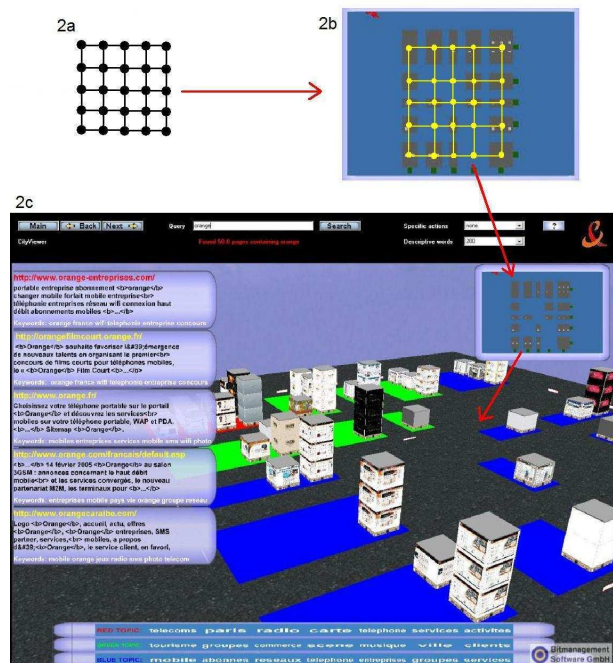 2a
2b
2c
Main
Back
Next
Query
orange
Search
Specific actions
none
?
CityViewer
Found 50.0 pages containing orange
Descriptive words
200
http://www.orange-entreprises.com/
portable entreprise abonnement <b>orange</b>
changer mobile forfait mobile entreprise<br>
téléphonie entreprises réseau wifi connexion haut
débit abonnements mobiles <b>...</b>
Keywords: orange france wifi telephonie entreprise concours
http://orangefilmcourt.orange.fr/
<b>Orange</b> souhaite favoriser l&#39;émergence
de nouveaux talents en organisant le premier<br>
concours de films courts pour téléphones mobiles,
le « <b>Orange</b> Film Court <b>...</b>
Keywords: orange france wifi telephonie entreprise concours
http://www.orange.fr/
Choisissez votre téléphone portable sur le portail
<b>Orange</b> et découvrez les services<br>
mobiles sur votre téléphone portable, WAP et PDA.
<b>...</b> Sitemap <b>Orange</b>
Keywords: mobile entreprises services mobile sms wifi photo
http://www.orange.com/francais/default.asp
<b>...</b> 14 février 2005 <b>Orange</b> au salon
3GSM : annonces concernant le haut débit
mobile<br> et les services convergés, le nouveau
partenariat M2M, les terminaux pour <b>...</b>
Keywords: entreprises mobile pays vie orange groupe reseau
http://www.orangecaraibe.com/
Logo <b>Orange</b>, accueil, actu, offres
<b>Orange</b>, <b>Orange</b> entreprises, SMS
partner, services,<br> mobiles, a propos
d&#39;<b>Orange</b>, le service client, en favori,
Keywords: mobile orange jeux radio sms photo telecom
RED TOPIC: telecoms paris radio carte telephone services activites
GREEN TOPIC: tourisme groupes commerce scene musique ville clients
BLUE TOPIC: mobile abonnes reseaux telephone entreprises groupes services
Bitmanagement
Software GmbH